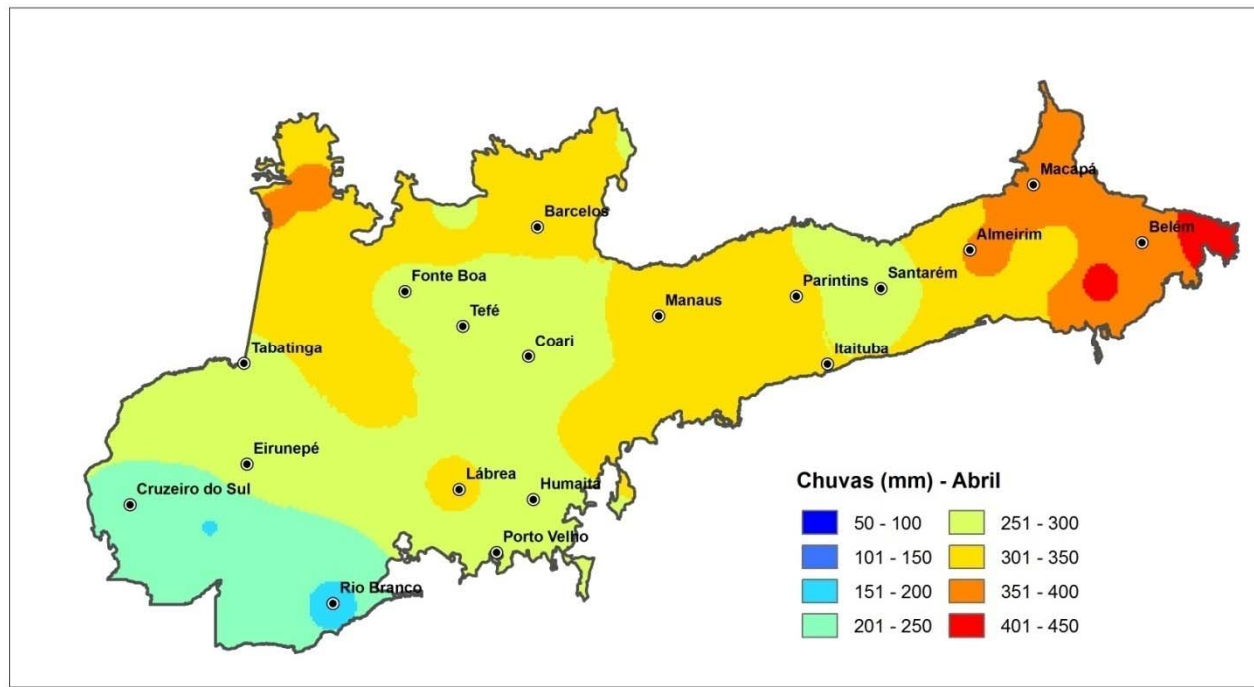 Macapá
Barcelos
Almeirim
Belém
Fonte Boa
Parintins
Santarém
Manaus
Tefé
Coari
Tabatinga
Itaituba
Eirunepé
Lábrea
Humaitá
Cruzeiro do Sul
Porto Velho
Rio Branco
Chuvas (mm) - Abril
50 - 100
101 - 150
151 - 200
201 - 250
251 - 300
301 - 350
351 - 400
401 - 450